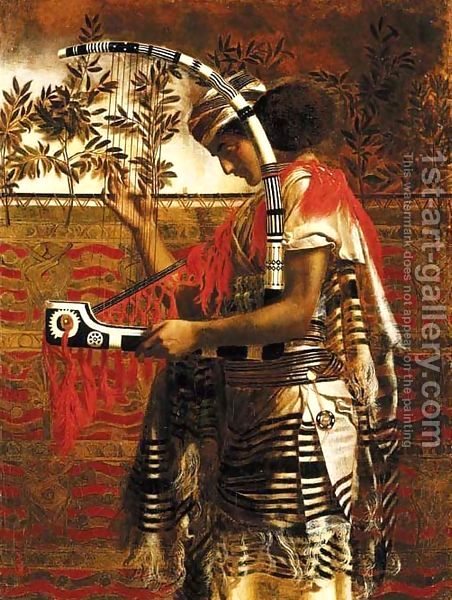 1st-art-gallery.com
This watermark does not appear on the painting